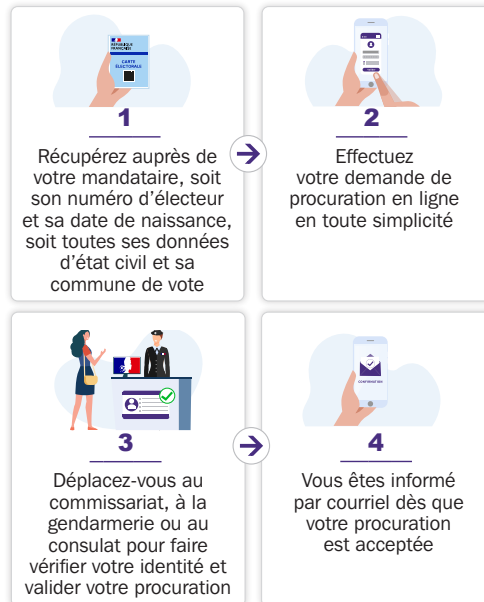 RÉPUBLIQUE
FRANÇAISE
CARTE
ÉLECTORALE
1
Récupérez auprès de
votre mandataire, soit
son numéro d'électeur
et sa date de naissance,
soit toutes ses données
d'état civil et sa
commune de vote
2
Effectuez
votre demande de
procuration en ligne
en toute simplicité
3
Déplacez-vous au
commissariat, à la
gendarmerie ou au
consulat pour faire
vérifier votre identité et
valider votre procuration
CONFIRMATION
4
Vous êtes informé
par courriel dès que
votre procuration
est acceptée